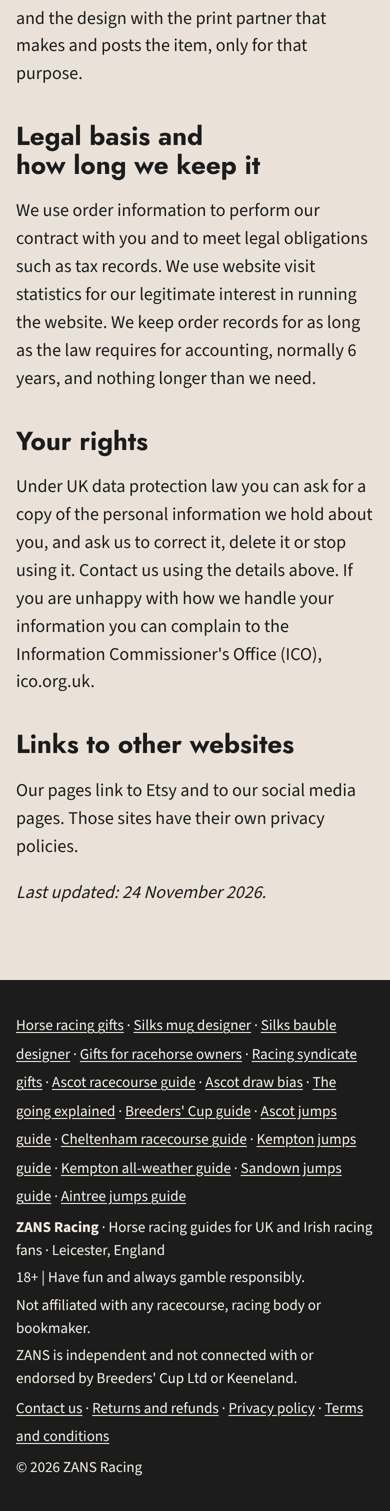 and the design with the print partner that
makes and posts the item, only for that
purpose.
Legal basis and
how long we keep it
We use order information to perform our
contract with you and to meet legal obligations
such as tax records. We use website visit
statistics for our legitimate interest in running
the website. We keep order records for as long
as the law requires for accounting, normally 6
years, and nothing longer than we need.
Your rights
Under UK data protection law you can ask for a
copy of the personal information we hold about
you, and ask us to correct it, delete it or stop
using it. Contact us using the details above. If
you are unhappy with how we handle your
information you can complain to the
Information Commissioner's Office (ICO),
ico.org.uk.
Links to other websites
Our pages link to Etsy and to our social media
pages. Those sites have their own privacy
policies.
Last updated: 24 November 2026.
Horse racing gifts · Silks mug designer · Silks bauble
designer · Gifts for racehorse owners · Racing syndicate
gifts · Ascot racecourse guide · Ascot draw bias · The
going explained · Breeders' Cup guide · Ascot jumps
guide · Cheltenham racecourse guide · Kempton jumps
guide · Kempton all-weather guide · Sandown jumps
guide · Aintree jumps guide
ZANS Racing · Horse racing guides for UK and Irish racing
fans · Leicester, England
18+ | Have fun and always gamble responsibly.
Not affiliated with any racecourse, racing body or
bookmaker.
ZANS is independent and not connected with or
endorsed by Breeders' Cup Ltd or Keeneland.
Contact us · Returns and refunds · Privacy policy · Terms
and conditions
© 2026 ZANS Racing